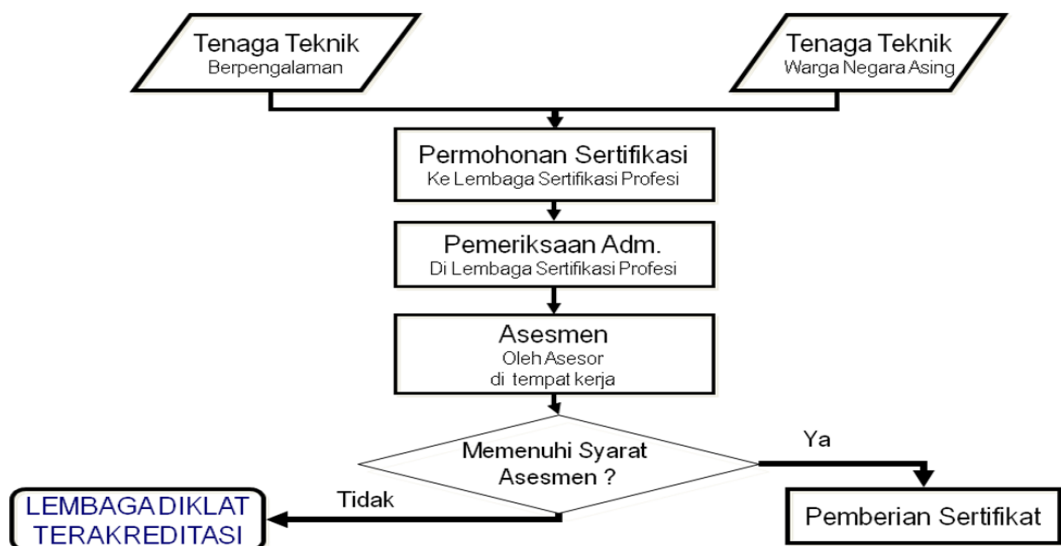 Tenaga Teknik
Berpengalaman
Tenaga Teknik
Warga Negara Asing
Permohonan Sertifikasi
Ke Lembaga Sertifikasi Profesi
Pemeriksaan Adm.
Di Lembaga Sertifikasi Profesi
Asesmen
Oleh Asesor
di tempat kerja
Memenuhi Syarat
Asesmen ?
Ya
Tidak
LEMBAGA DIKLAT
TERAKREDITASI
Pemberian Sertifikat